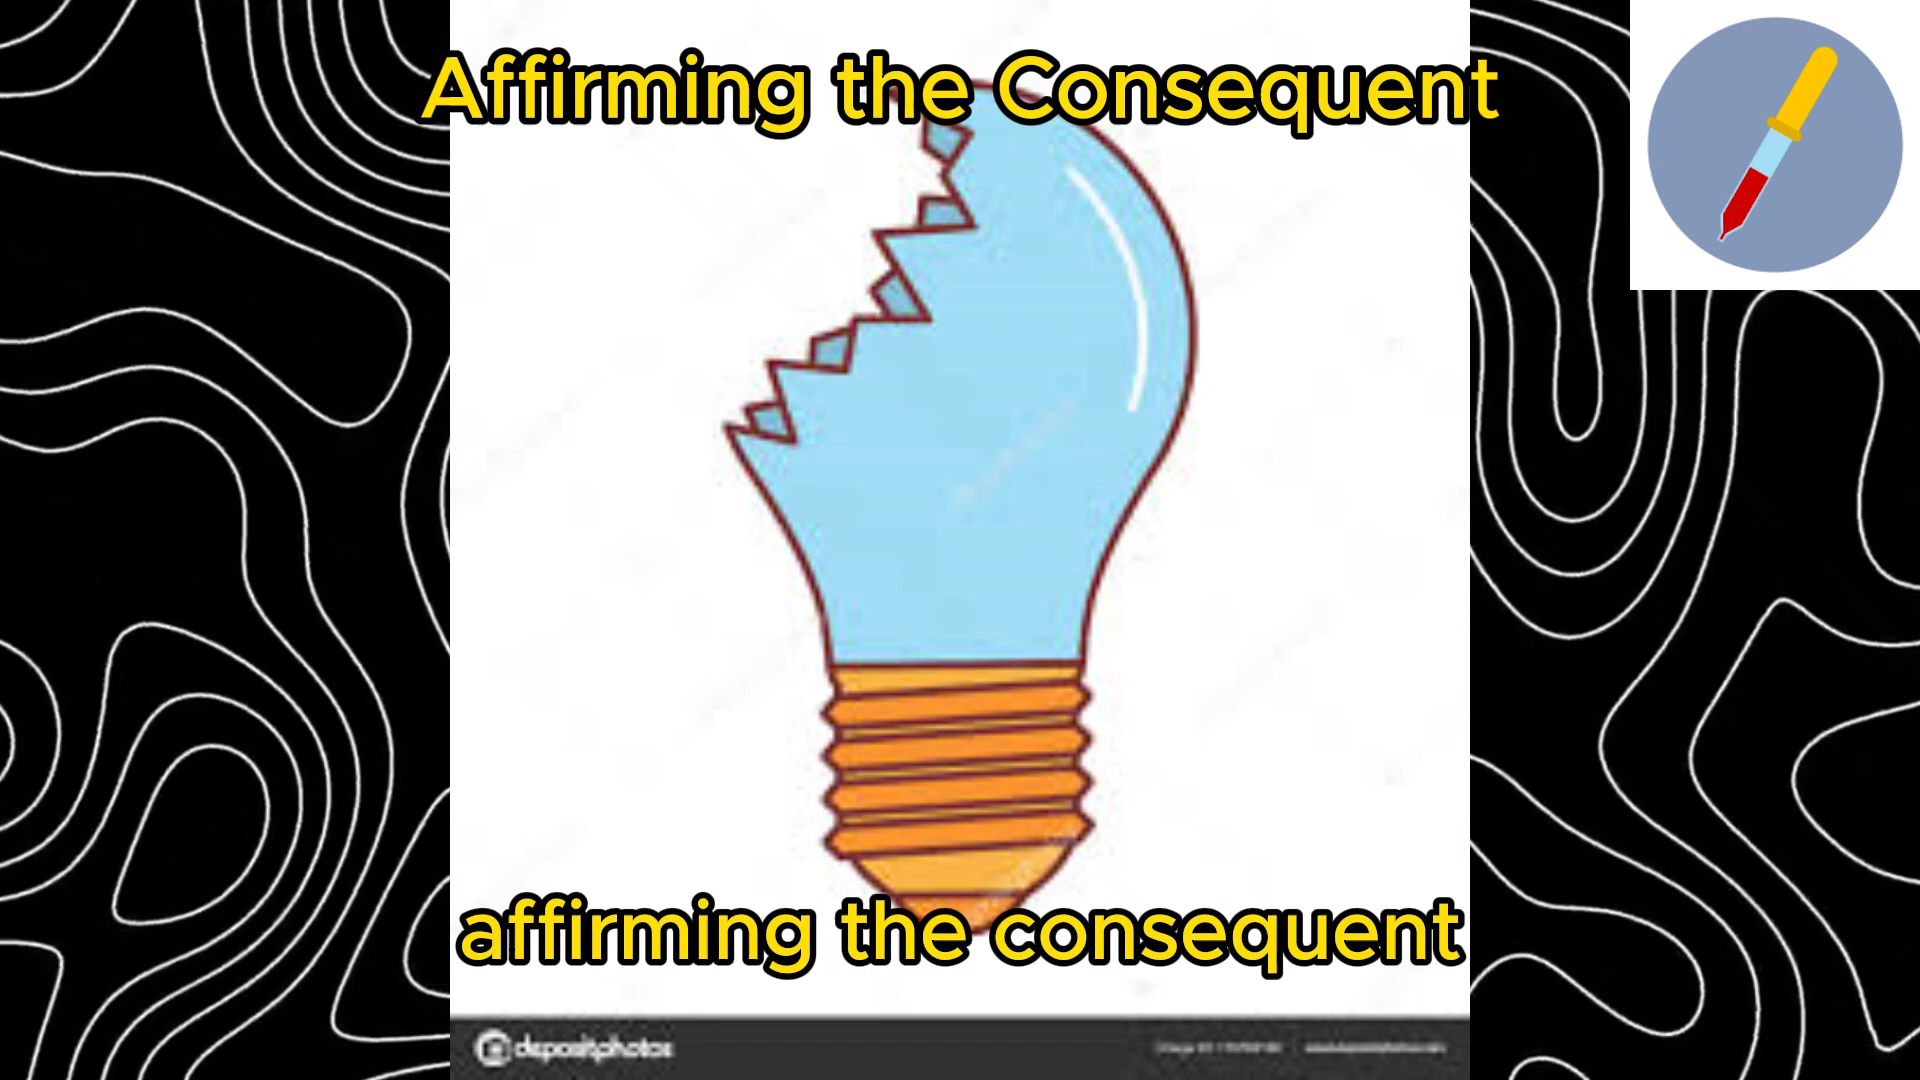 Affirming the Consequent
affirming the consequent
depositphotos